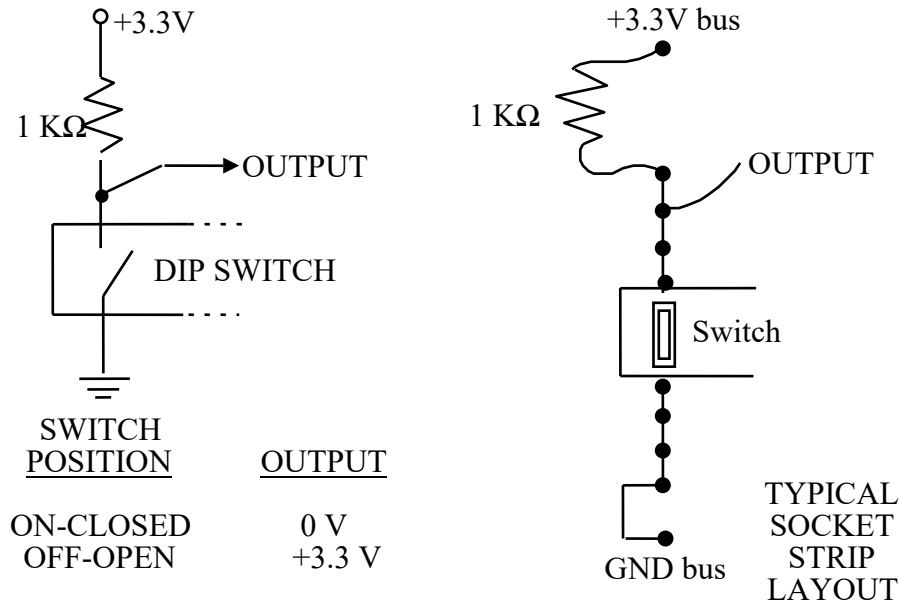 +3.3V
1 KΩ
OUTPUT
DIP SWITCH
SWITCH
POSITION OUTPUT
ON-CLOSED 0 V
OFF-OPEN +3.3 V
+3.3V bus
1 KΩ
OUTPUT
Switch
GND bus
TYPICAL
SOCKET
STRIP
LAYOUT